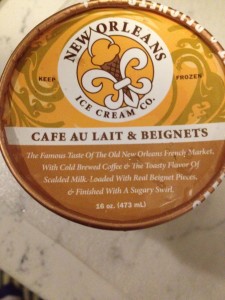 NEW ORLEANS
KEEP FROZEN
ICE CREAM CO.
CAFE AU LAIT & BEIGNETS
The Famous Taste Of The Old New Orleans French Market,
With Cold Brewed Coffee & The Toasty Flavor Of
Scalded Milk. Loaded With Real Beignet Pieces,
& Finished With A Sugary Swirl.
16 oz. (473 mL)